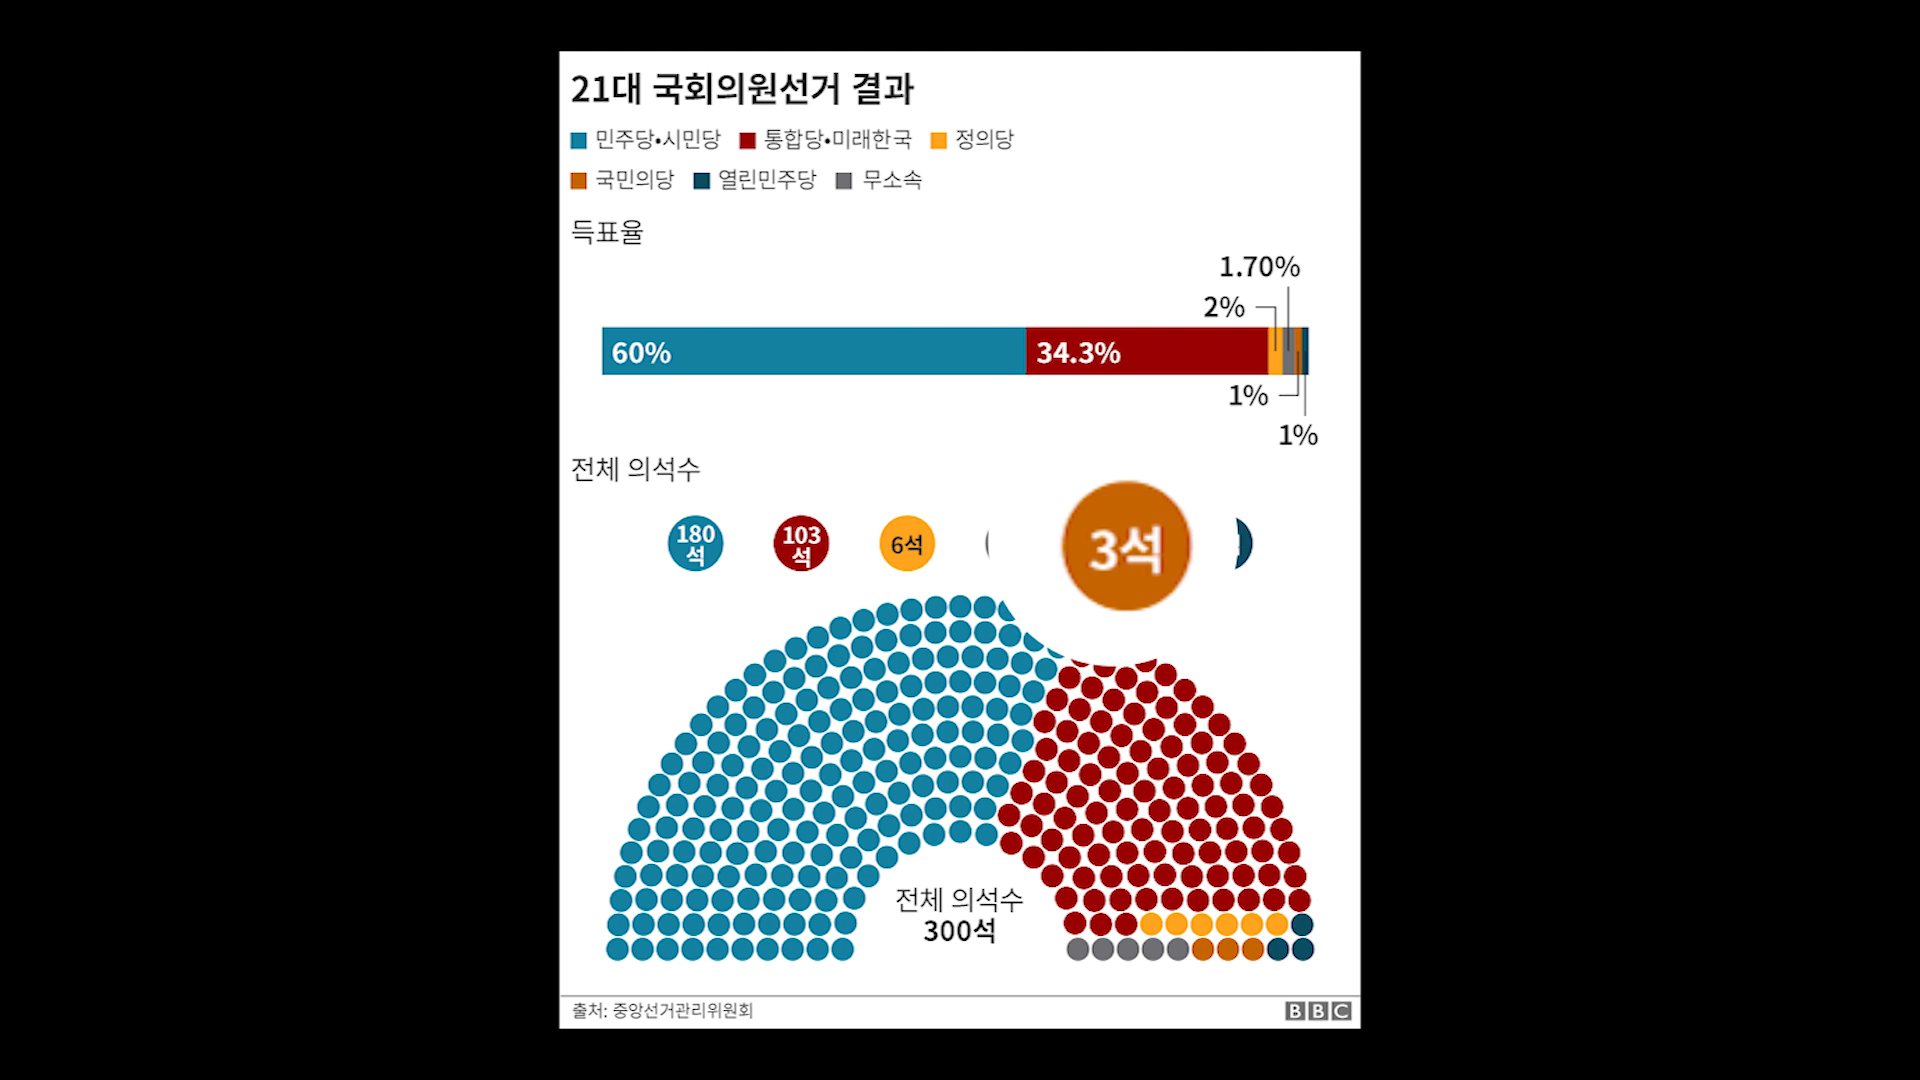 21대 국회의원선거 결과
민주당•시민당 통합당•미래한국 정의당
국민의당 열린민주당 무소속
득표율
1.70%
2%
60% 34.3%
1%
1%
전체 의석수
180석 103석 6석 3석
전체 의석수
300석
출처: 중앙선거관리위원회 BBC